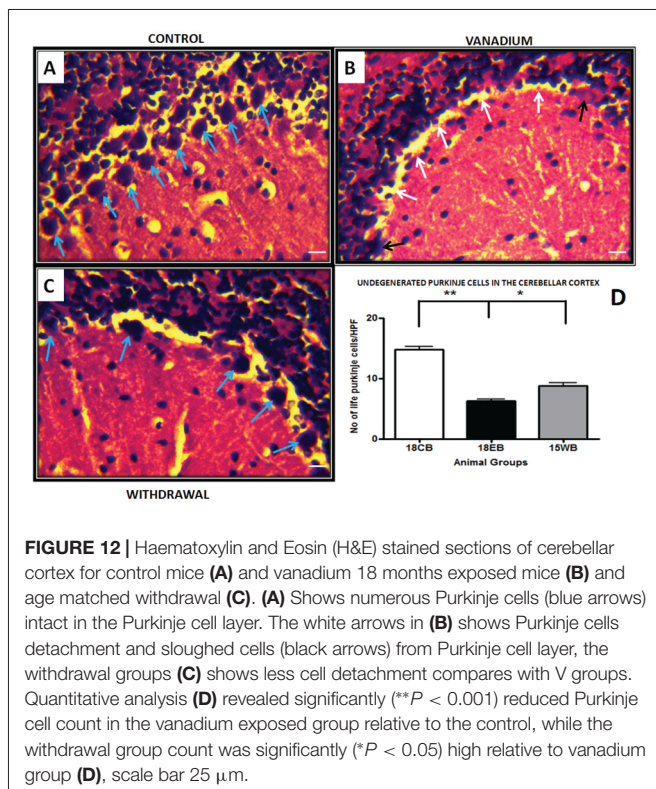 CONTROL
VANADIUM
A
B
C
WITHDRAWAL
UNDEGENERATED PURKINJE CELLS IN THE CEREBELLAR CORTEX
D
** *
No of life purkinje cells/HPF
20
10
0
18CB 18EB 15WB
Animal Groups
FIGURE 12 | Haematoxylin and Eosin (H&E) stained sections of cerebellar
cortex for control mice (A) and vanadium 18 months exposed mice (B) and
age matched withdrawal (C). (A) Shows numerous Purkinje cells (blue arrows)
intact in the Purkinje cell layer. The white arrows in (B) shows Purkinje cells
detachment and sloughed cells (black arrows) from Purkinje cell layer, the
withdrawal groups (C) shows less cell detachment compares with V groups.
Quantitative analysis (D) revealed significantly (**P < 0.001) reduced Purkinje
cell count in the vanadium exposed group relative to the control, while the
withdrawal group count was significantly (*P < 0.05) high relative to vanadium
group (D), scale bar 25 μm.